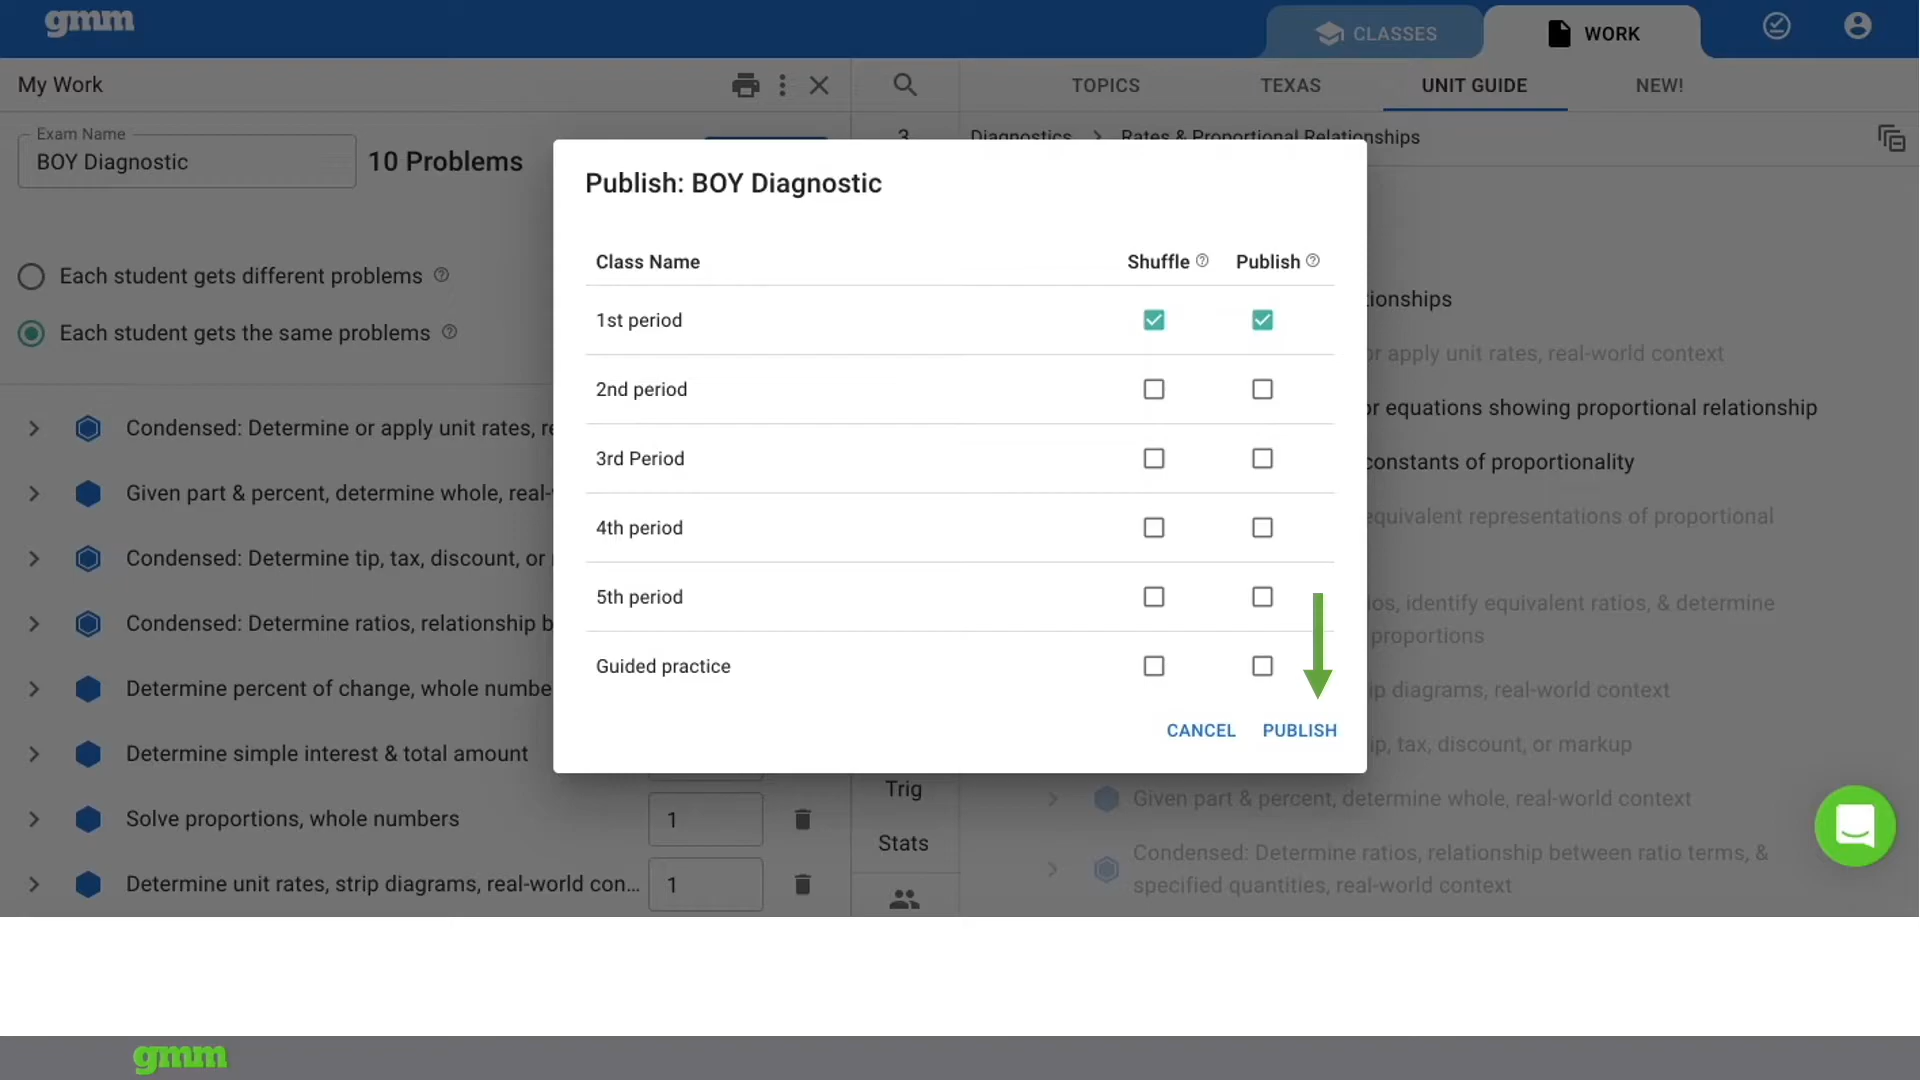 gmm
CLASSES
WORK
My Work
TOPICS
TEXAS
UNIT GUIDE
NEW!
Exam Name
BOY Diagnostic
10 Problems
3
Diagnostics > Rates & Proportional Relationships
Each student gets different problems
Each student gets the same problems
Publish: BOY Diagnostic
Class Name Shuffle Publish
1st period
2nd period
3rd Period
4th period
5th period
Guided practice
CANCEL PUBLISH
Condensed: Determine or apply unit rates, re
Given part & percent, determine whole, real-
Condensed: Determine tip, tax, discount, or
Condensed: Determine ratios, relationship b
Determine percent of change, whole numbe
Determine simple interest & total amount
Solve proportions, whole numbers 1
Determine unit rates, strip diagrams, real-world con... 1
Trig
Stats
ionships
or apply unit rates, real-world context
or equations showing proportional relationship
constants of proportionality
equivalent representations of proportional
ios, identify equivalent ratios, & determine
proportions
ip diagrams, real-world context
ip, tax, discount, or markup
Given part & percent, determine whole, real-world context
Condensed: Determine ratios, relationship between ratio terms, &
specified quantities, real-world context
gmm